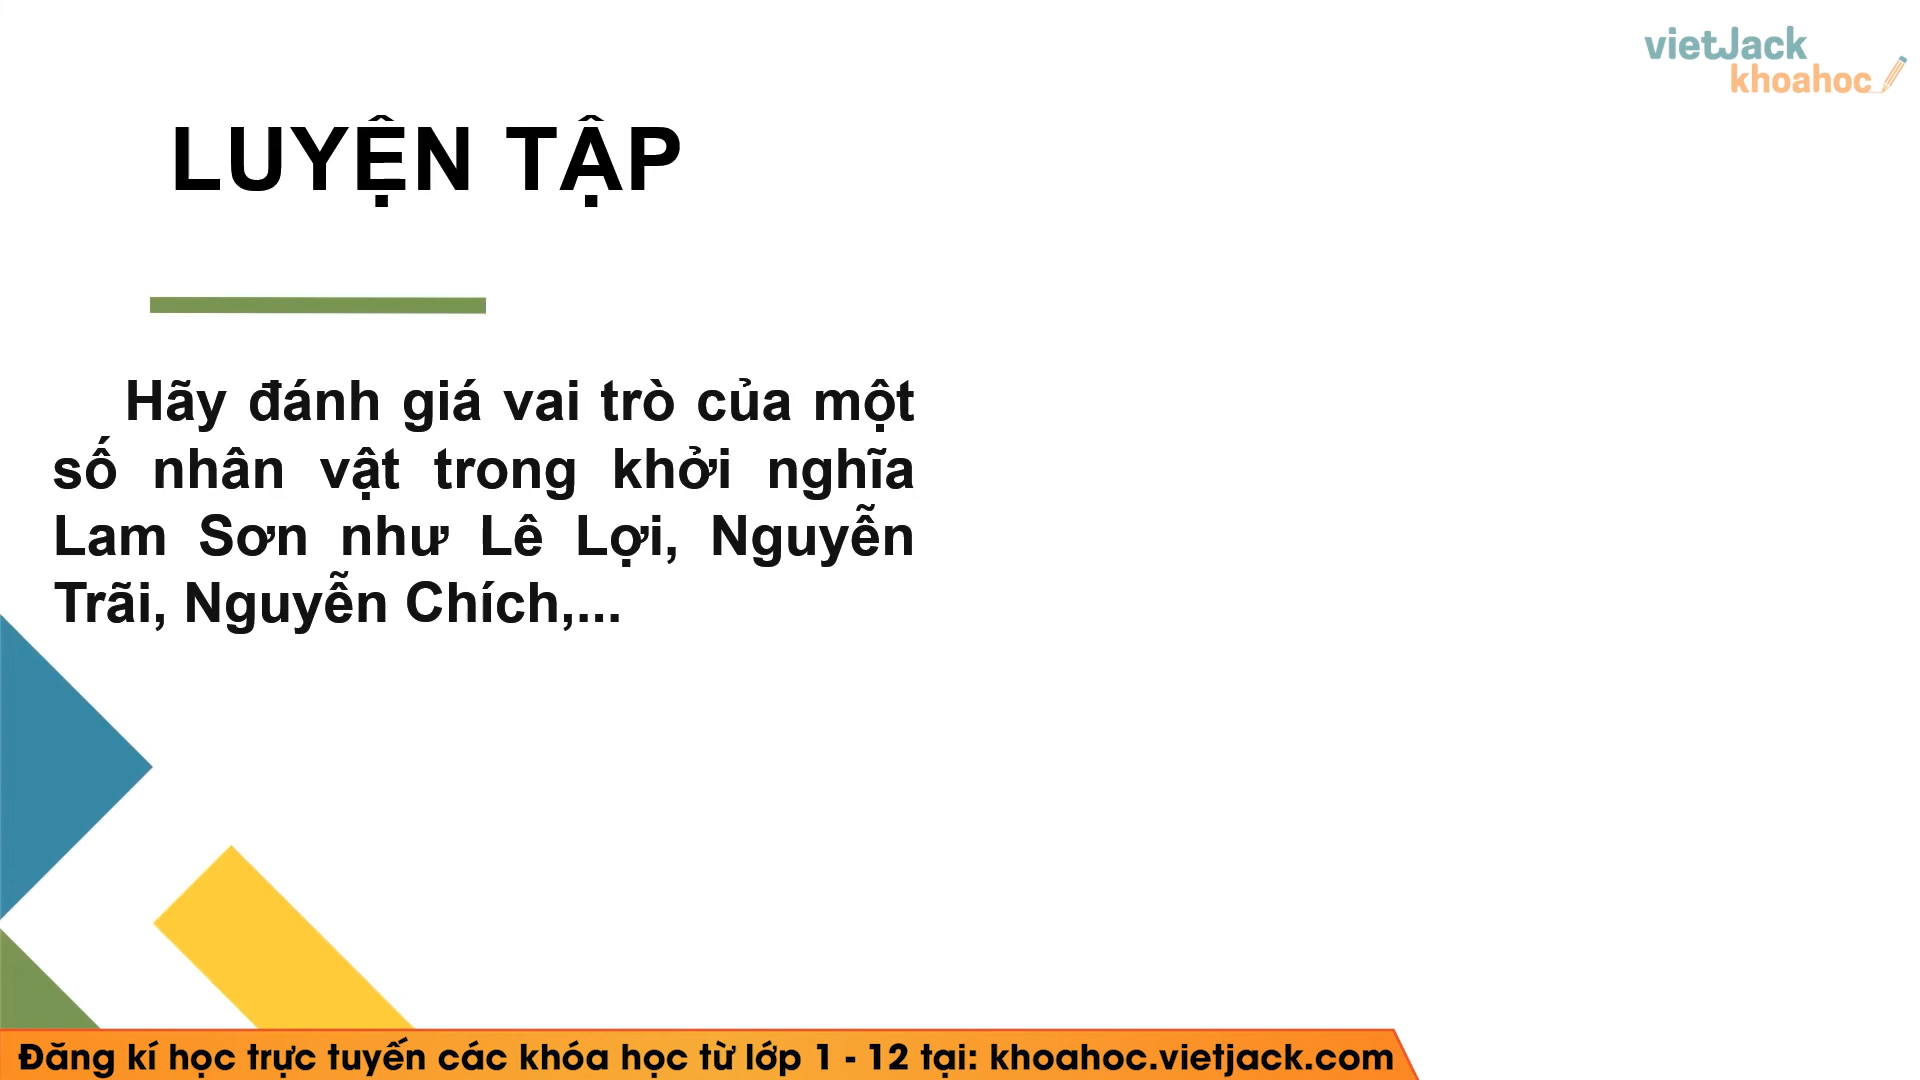 vietJack
khoahoc
LUYỆN TẬP
Hãy đánh giá vai trò của một
số nhân vật trong khởi nghĩa
Lam Sơn như Lê Lợi, Nguyễn
Trãi, Nguyễn Chích,...
Đăng kí học trực tuyến các khóa học từ lớp 1 - 12 tại: khoahoc.vietjack.com